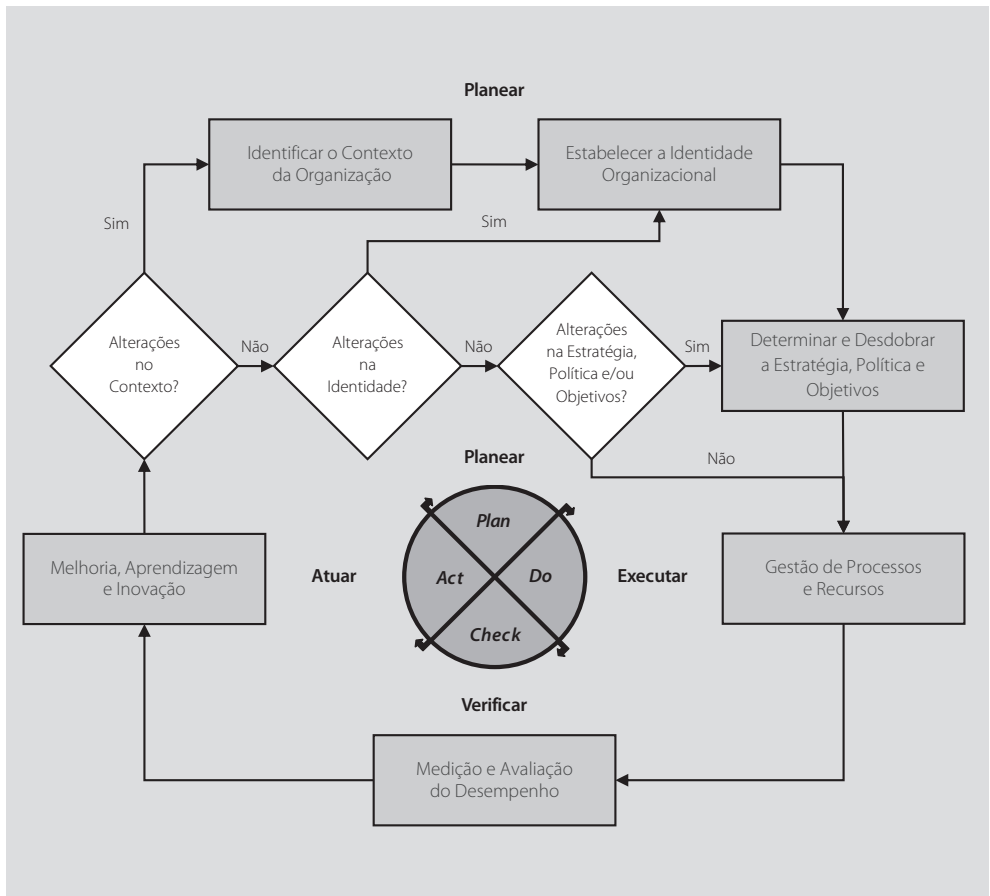 Planear
Identificar o Contexto
da Organização
Estabelecer a Identidade
Organizacional
Sim
Sim
Alterações
no
Contexto?
Não
Alterações
na
Identidade?
Não
Alterações
na Estratégia,
Política e/ou
Objetivos?
Sim
Determinar e Desdobrar
a Estratégia, Política e
Objetivos
Planear
Não
Plan
Melhoria, Aprendizagem
e Inovação
Atuar
Act
Do
Executar
Gestão de Processos
e Recursos
Check
Verificar
Medição e Avaliação
do Desempenho